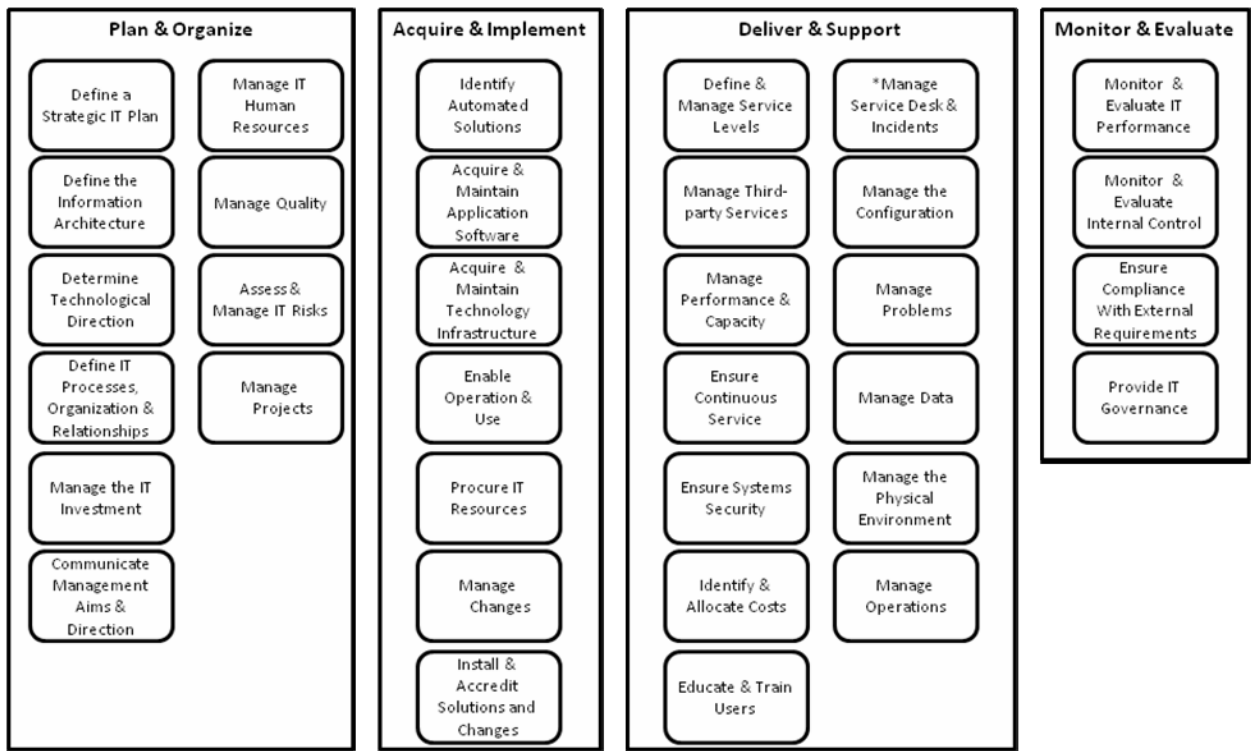 Plan & Organize
Define a
Strategic IT Plan
Define the
Information
Architecture
Determine
Technological
Direction
Define IT
Processes,
Organization &
Relationships
Manage the IT
Investment
Communicate
Management
Aims &
Direction
Manage IT
Human
Resources
Manage Quality
Assess &
Manage IT Risks
Manage
Projects
Acquire & Implement
Identify
Automated
Solutions
Acquire &
Maintain
Application
Software
Acquire &
Maintain
Technology
Infrastructure
Enable
Operation &
Use
Procure IT
Resources
Manage
Changes
Install &
Accredit
Solutions and
Changes
Deliver & Support
Define &
Manage Service
Levels
Manage Third-
party Services
Manage
Performance &
Capacity
Ensure
Continuous
Service
Ensure Systems
Security
Identify &
Allocate Costs
Educate & Train
Users
*Manage
Service Desk &
Incidents
Manage the
Configuration
Manage
Problems
Manage Data
Manage the
Physical
Environment
Manage
Operations
Monitor & Evaluate
Monitor &
Evaluate IT
Performance
Monitor &
Evaluate
Internal Control
Ensure
Compliance
With External
Requirements
Provide IT
Governance